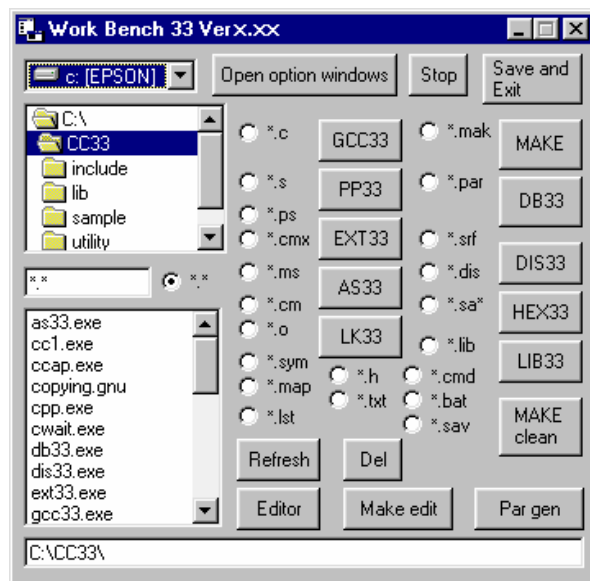 Work Bench 33 Ver x.xx
c: [EPSON] Open option windows Stop Save and Exit
C:\
CC33
include
lib
sample
utility
*.* *.*
as33.exe
cc1.exe
ccap.exe
copying.gnu
cpp.exe
cwait.exe
db33.exe
dis33.exe
ext33.exe
gcc33.exe
*.c GCC33 *.mak MAKE
*.s PP33 *.par DB33
*.ps
*.cmx EXT33 *.srf
*.ms *.dis DIS33
*.cm AS33 *.sa* HEX33
*.o LK33 *.lib LIB33
*.sym *.h *.cmd
*.map *.txt *.bat MAKE clean
*.lst *.sav
Refresh Del
Editor Make edit Par gen
C:\CC33\